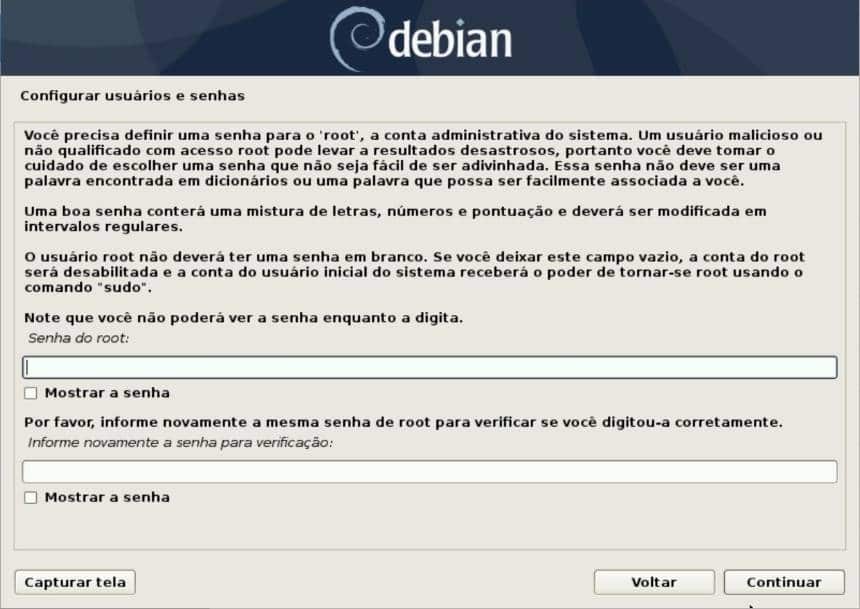 debian
Configurar usuários e senhas
Você precisa definir uma senha para o 'root', a conta administrativa do sistema. Um usuário malicioso ou
não qualificado com acesso root pode levar a resultados desastrosos, portanto você deve tomar o
cuidado de escolher uma senha que não seja fácil de ser adivinhada. Essa senha não deve ser uma
palavra encontrada em dicionários ou uma palavra que possa ser facilmente associada a você.
Uma boa senha conterá uma mistura de letras, números e pontuação e deverá ser modificada em
intervalos regulares.
O usuário root não deverá ter uma senha em branco. Se você deixar este campo vazio, a conta do root
será desabilitada e a conta do usuário inicial do sistema receberá o poder de tornar-se root usando o
comando "sudo".
Note que você não poderá ver a senha enquanto a digita.
Senha do root:
Mostrar a senha
Por favor, informe novamente a mesma senha de root para verificar se você digitou-a corretamente.
Informe novamente a senha para verificação:
Mostrar a senha
Capturar tela
Voltar
Continuar